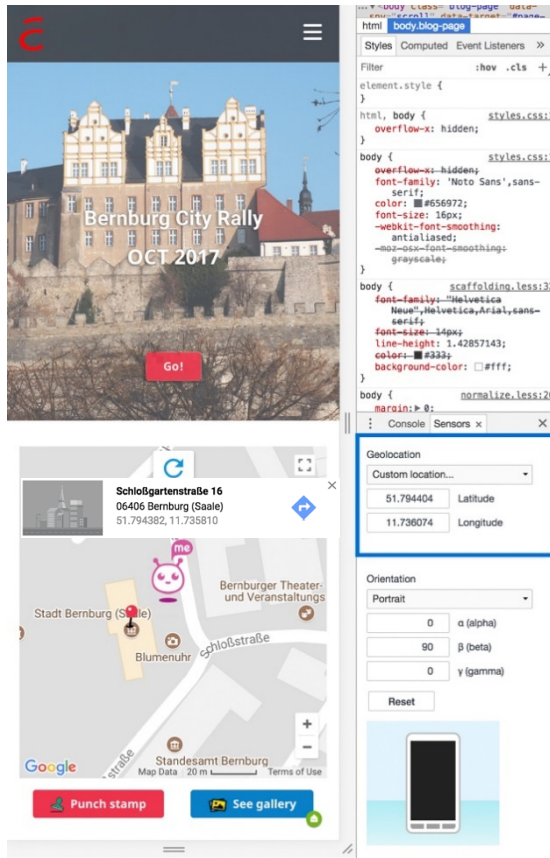 Bernburg City Rally
OCT 2017
Go!
Schloßgartenstraße 16
06406 Bernburg (Saale)
51.794382, 11.735810
me
Bernburger Theater-
und Veranstaltungs
Stadt Bernburg (Saale)
Blumenuhr
Schloßstraße
straße
Standesamt Bernburg
Google
Map Data
20 m
Terms of Use
+
−
Punch stamp
See gallery
html body.blog-page
Styles Computed Event Listeners »
Filter :hov .cls +
element.style {
}
html, body { styles.css:
overflow-x: hidden;
}
body { styles.css:
overflow-x: hidden;
font-family: 'Noto Sans',sans-
serif;
color: #656972;
font-size: 16px;
-webkit-font-smoothing:
antialiased;
-moz-osx-font-smoothing:
grayscale;
}
body { scaffolding.less:
font-family: "Helvetica
Neue",Helvetica,Arial,sans-
serif;
font-size: 14px;
line-height: 1.42857143;
color: #333;
background-color: #fff;
}
body { normalize.less:
margin: 0;
Console Sensors × ×
Geolocation
Custom location...
51.794404 Latitude
11.736074 Longitude
Orientation
Portrait
0 α (alpha)
90 β (beta)
0 γ (gamma)
Reset